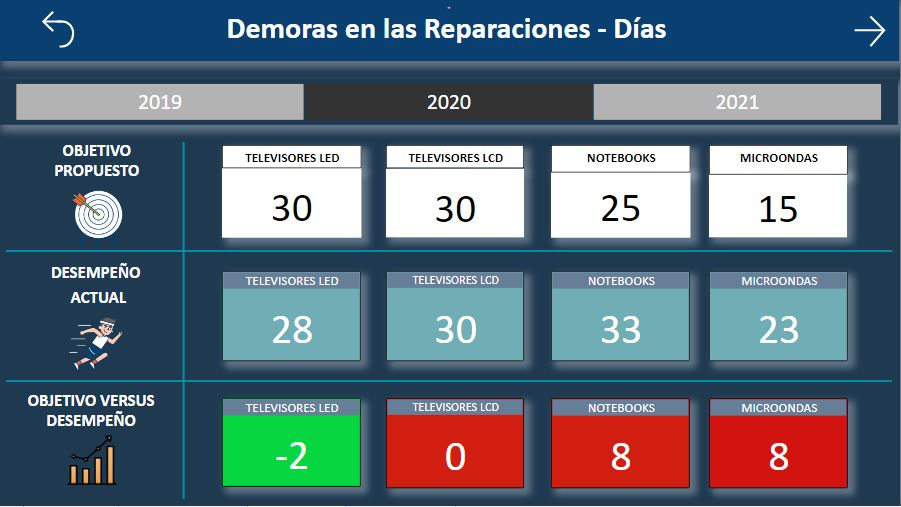 Demoras en las Reparaciones - Días
2019 2020 2021
OBJETIVO
PROPUESTO
TELEVISORES LED TELEVISORES LCD NOTEBOOKS MICROONDAS
30 30 25 15
DESEMPEÑO
ACTUAL
TELEVISORES LED TELEVISORES LCD NOTEBOOKS MICROONDAS
28 30 33 23
OBJETIVO VERSUS
DESEMPEÑO
TELEVISORES LED TELEVISORES LCD NOTEBOOKS MICROONDAS
-2 0 8 8